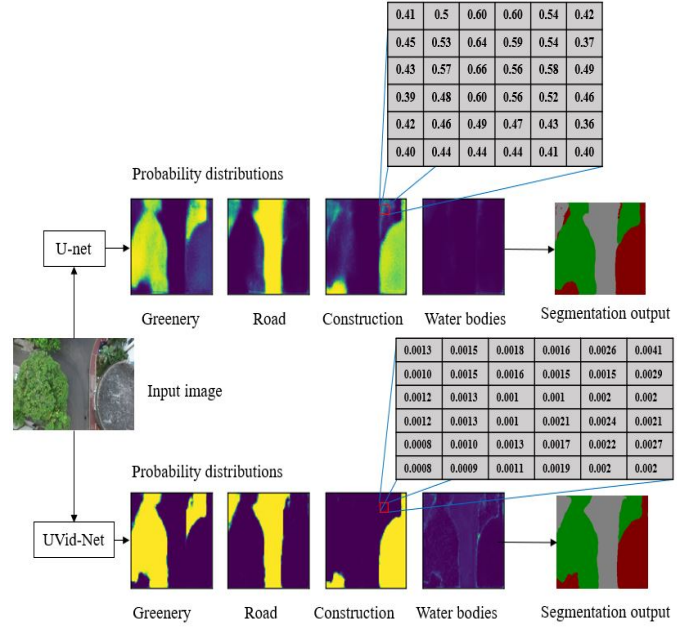 0.41 0.5 0.60 0.60 0.54 0.42
0.45 0.53 0.64 0.59 0.54 0.37
0.43 0.57 0.66 0.56 0.58 0.49
0.39 0.48 0.60 0.56 0.52 0.46
0.42 0.46 0.49 0.47 0.43 0.36
0.40 0.44 0.44 0.44 0.41 0.40
Probability distributions
U-net
Greenery Road Construction Water bodies Segmentation output
Input image
0.0013 0.0015 0.0018 0.0016 0.0026 0.0041
0.0010 0.0015 0.0016 0.0015 0.0015 0.0029
0.0012 0.0013 0.001 0.001 0.002 0.002
0.0012 0.0013 0.001 0.0021 0.0024 0.0021
0.0008 0.0010 0.0013 0.0017 0.0022 0.0027
0.0008 0.0009 0.0011 0.0019 0.002 0.002
Probability distributions
UVid-Net
Greenery Road Construction Water bodies Segmentation output